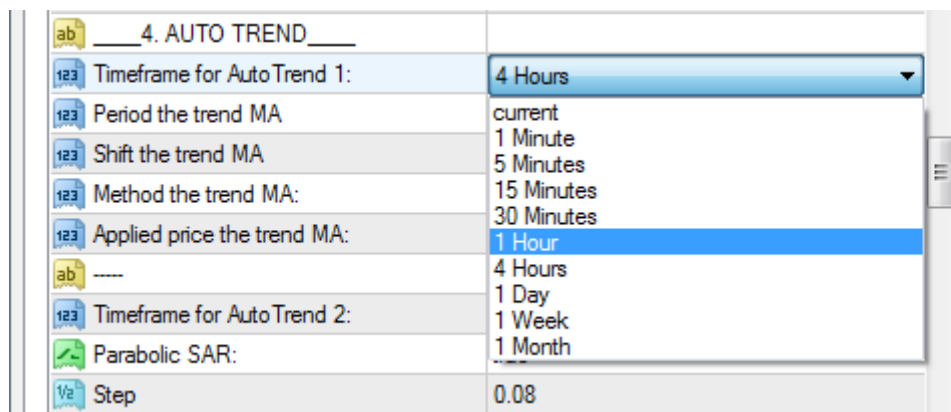 ab ____4. AUTO TREND____
123 Timeframe for AutoTrend 1: 4 Hours
123 Period the trend MA
current
1 Minute
123 Shift the trend MA
5 Minutes
15 Minutes
123 Method the trend MA:
30 Minutes
123 Applied price the trend MA:
1 Hour
ab -----
4 Hours
1 Day
123 Timeframe for AutoTrend 2:
1 Week
Parabolic SAR:
1 Month
1/2 Step 0.08